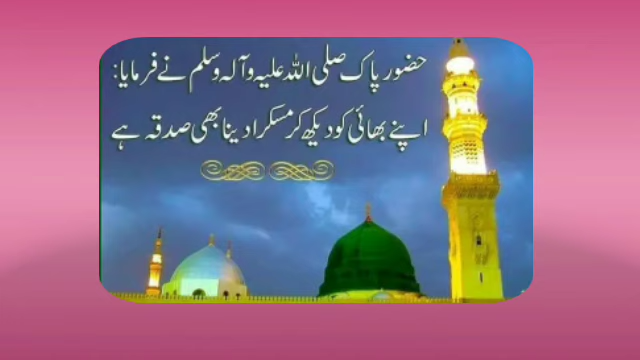 حضور پاک صلی اللہ علیہ وآلہ وسلم نے فرمایا:
اپنے بھائی کو دیکھ کر مسکرا دینا بھی صدقہ ہے